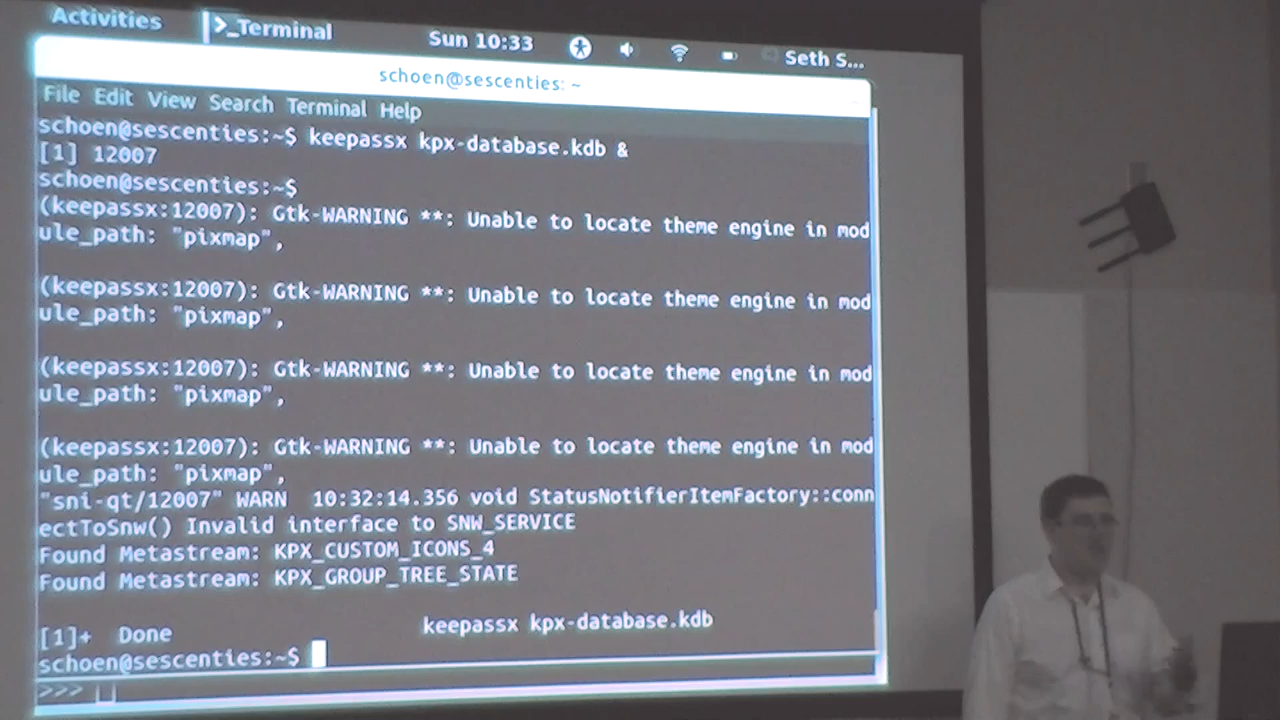 Activities >_Terminal Sun 10:33 Seth S...
schoen@sescenties: ~
File Edit View Search Terminal Help
schoen@sescenties:~$ keepassx kpx-database.kdb &
[1] 12007
schoen@sescenties:~$
(keepassx:12007): Gtk-WARNING **: Unable to locate theme engine in mod
ule_path: "pixmap",
(keepassx:12007): Gtk-WARNING **: Unable to locate theme engine in mod
ule_path: "pixmap",
(keepassx:12007): Gtk-WARNING **: Unable to locate theme engine in mod
ule_path: "pixmap",
(keepassx:12007): Gtk-WARNING **: Unable to locate theme engine in mod
ule_path: "pixmap",
"sni-qt/12007" WARN  10:32:14.356 void StatusNotifierItemFactory::conn
ectToSnw() Invalid interface to SNW_SERVICE
Found Metastream: KPX_CUSTOM_ICONS_4
Found Metastream: KPX_GROUP_TREE_STATE
[1]+  Done                    keepassx kpx-database.kdb
schoen@sescenties:~$
>>>